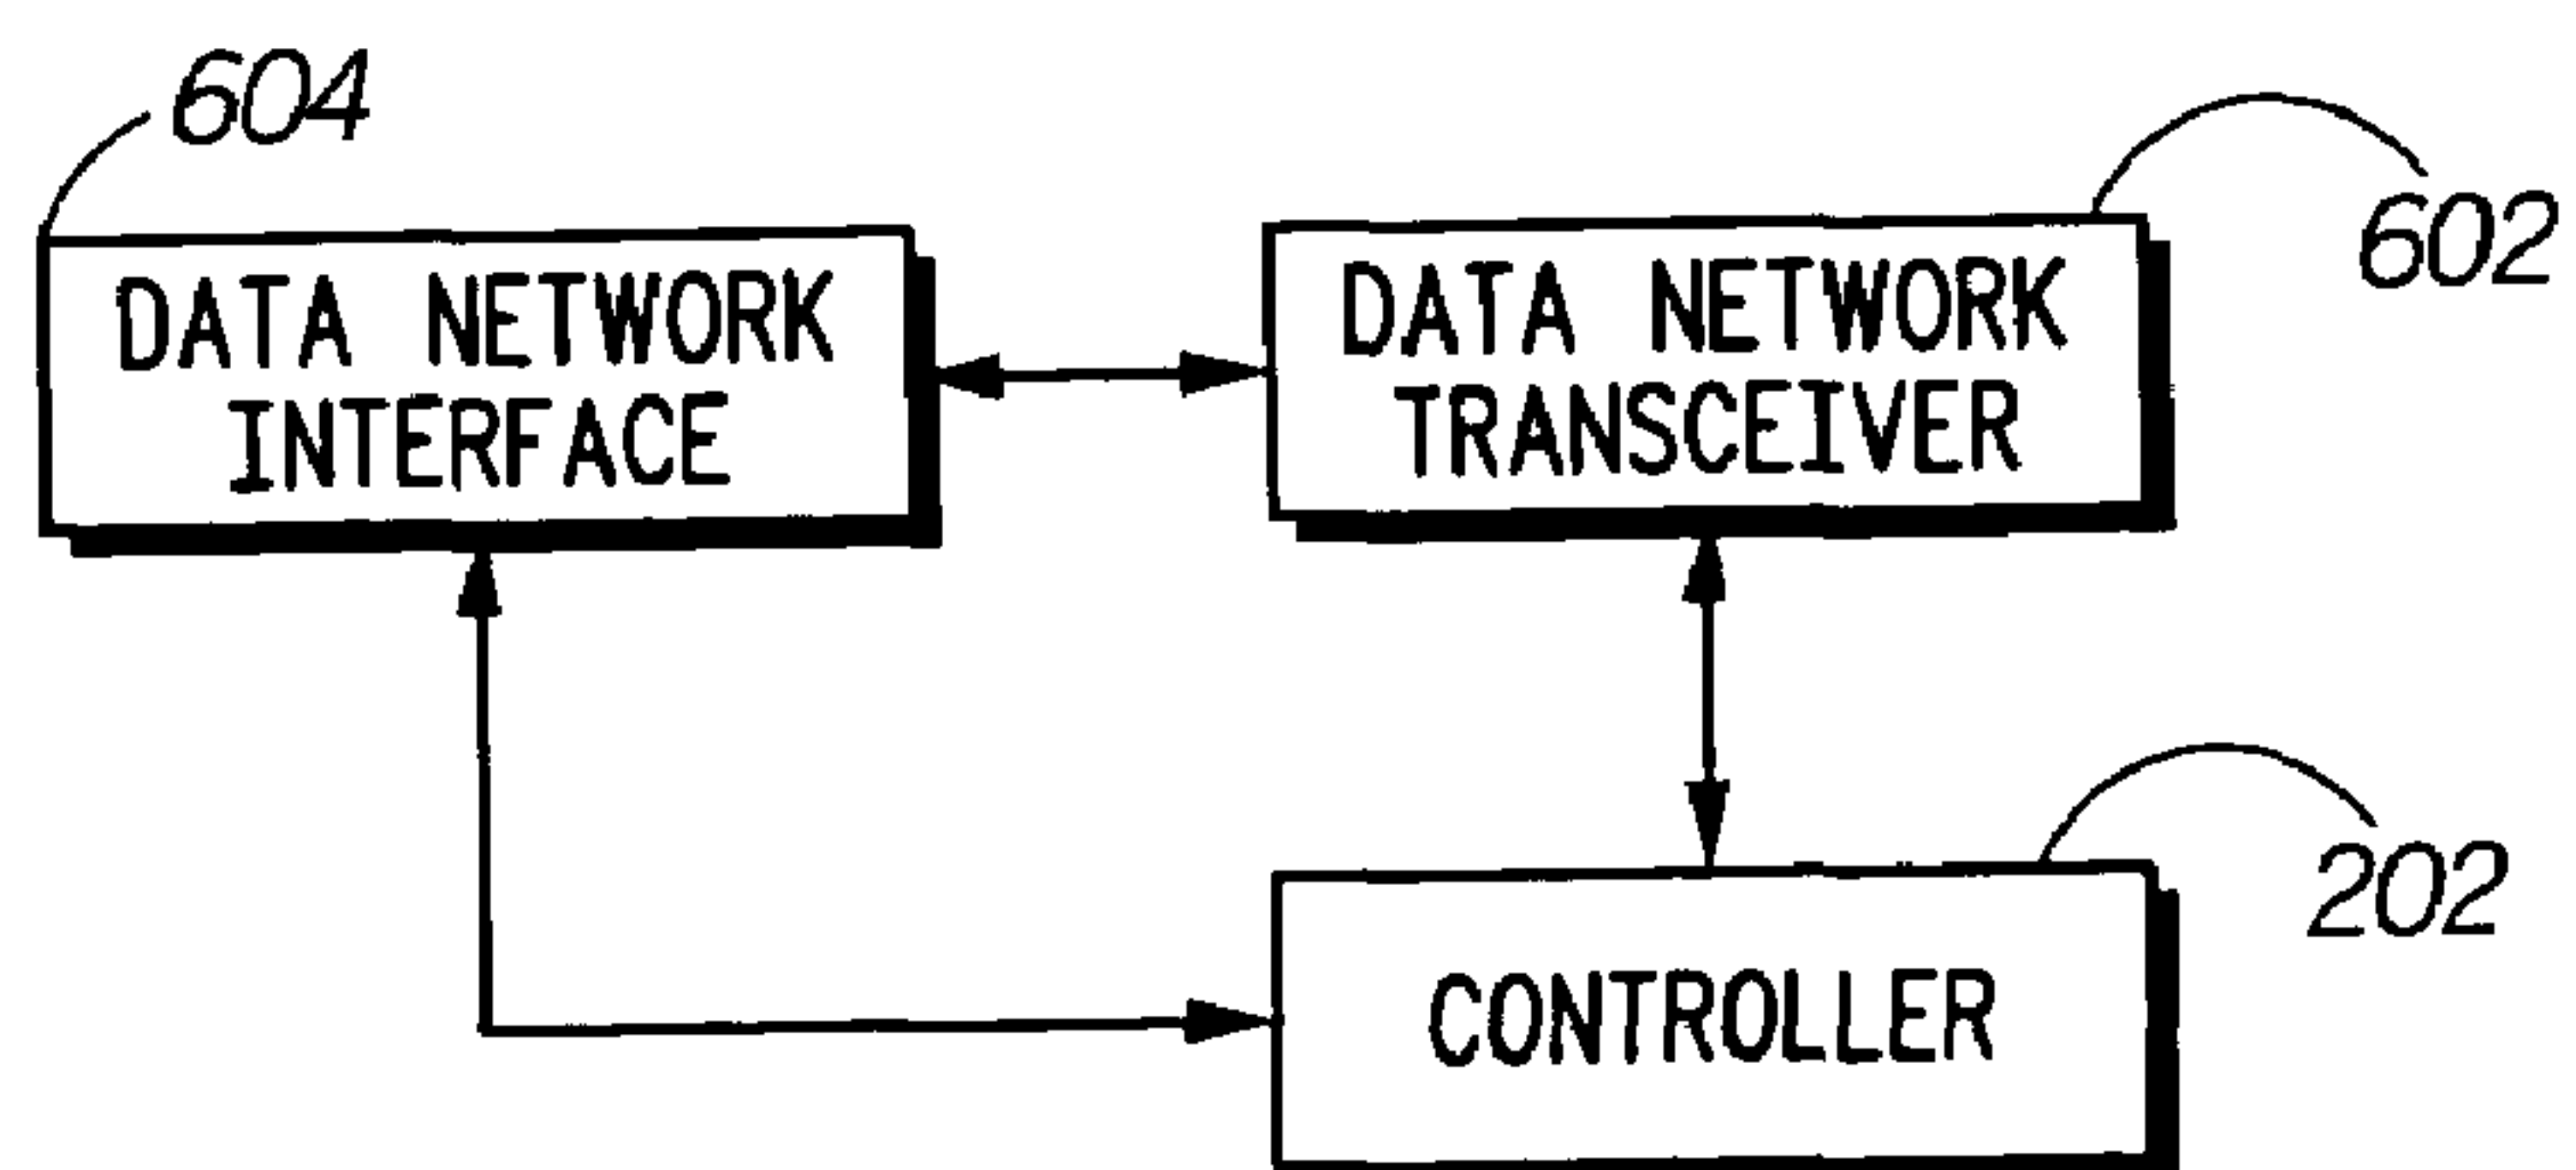 604
602
DATA NETWORK
INTERFACE
DATA NETWORK
TRANSCEIVER
202
CONTROLLER